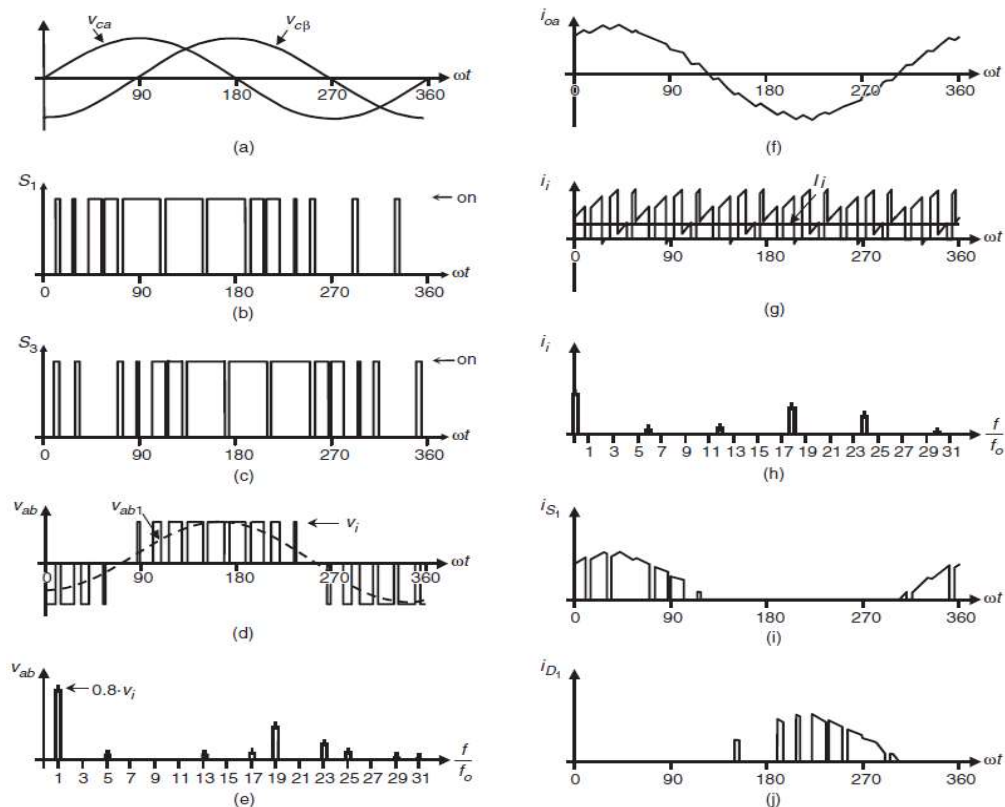 v_ca v_cβ
ωt
90 180 270 360
(a)
S_1
on
ωt
0 90 180 270 360
(b)
S_3
on
ωt
0 90 180 270 360
(c)
v_ab v_ab1
v_i
ωt
0 90 180 270 360
(d)
v_ab
0.8·v_i
f/f_o
1 3 5 7 9 11 13 15 17 19 23 25 27 29 31
(e)
i_oa
ωt
0 90 180 270 360
(f)
i_i I_i
ωt
0 90 180 270 360
(g)
i_i
f/f_o
1 3 5 7 9 11 13 17 19 21 23 25 27 29 31
(h)
i_S1
ωt
0 90 180 270 360
(i)
i_D1
ωt
0 90 180 270 360
(j)